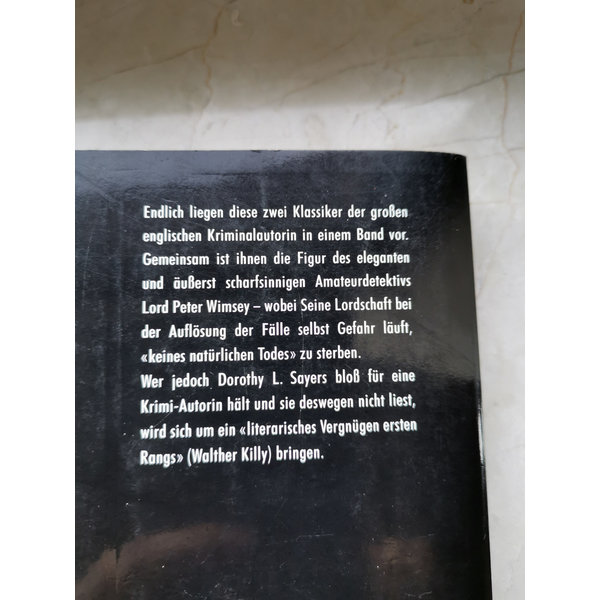 Endlich liegen diese zwei Klassiker der großen
englischen Kriminalautorin in einem Band vor.
Gemeinsam ist ihnen die Figur des eleganten
und äußerst scharfsinnigen Amateurdetektivs
Lord Peter Wimsey – wobei Seine Lordschaft bei
der Auflösung der Fälle selbst Gefahr läuft,
«keines natürlichen Todes» zu sterben.
Wer jedoch Dorothy L. Sayers bloß für eine
Krimi-Autorin hält und sie deswegen nicht liest,
wird sich um ein «literarisches Vergnügen ersten
Rangs» (Walther Killy) bringen.